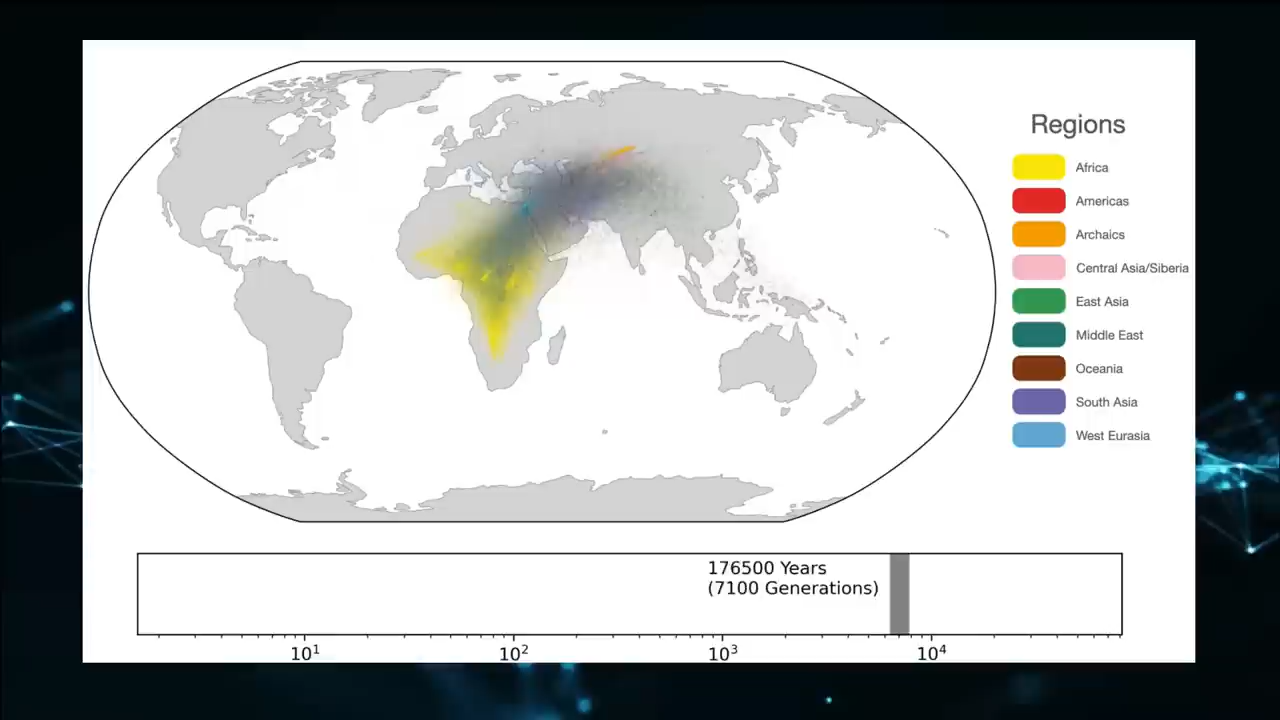 Regions
Africa
Americas
Archaics
Central Asia/Siberia
East Asia
Middle East
Oceania
South Asia
West Eurasia
176500 Years
(7100 Generations)
10¹ 10² 10³ 10⁴